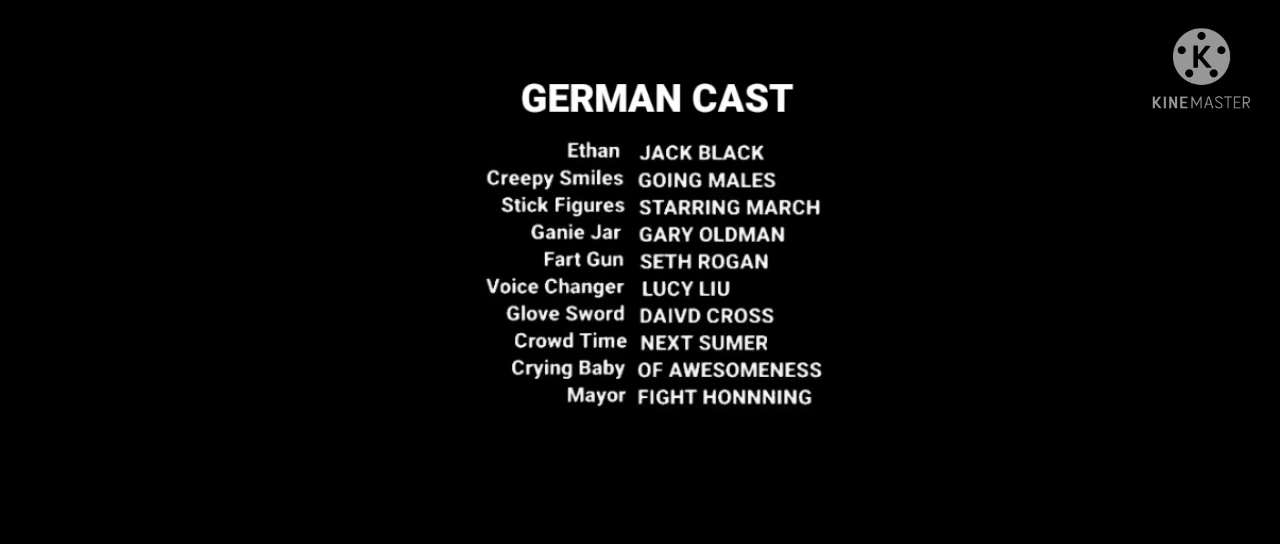 K
KINEMASTER
GERMAN CAST
Ethan JACK BLACK
Creepy Smiles GOING MALES
Stick Figures STARRING MARCH
Ganie Jar GARY OLDMAN
Fart Gun SETH ROGAN
Voice Changer LUCY LIU
Glove Sword DAIVD CROSS
Crowd Time NEXT SUMER
Crying Baby OF AWESOMENESS
Mayor FIGHT HONNNING